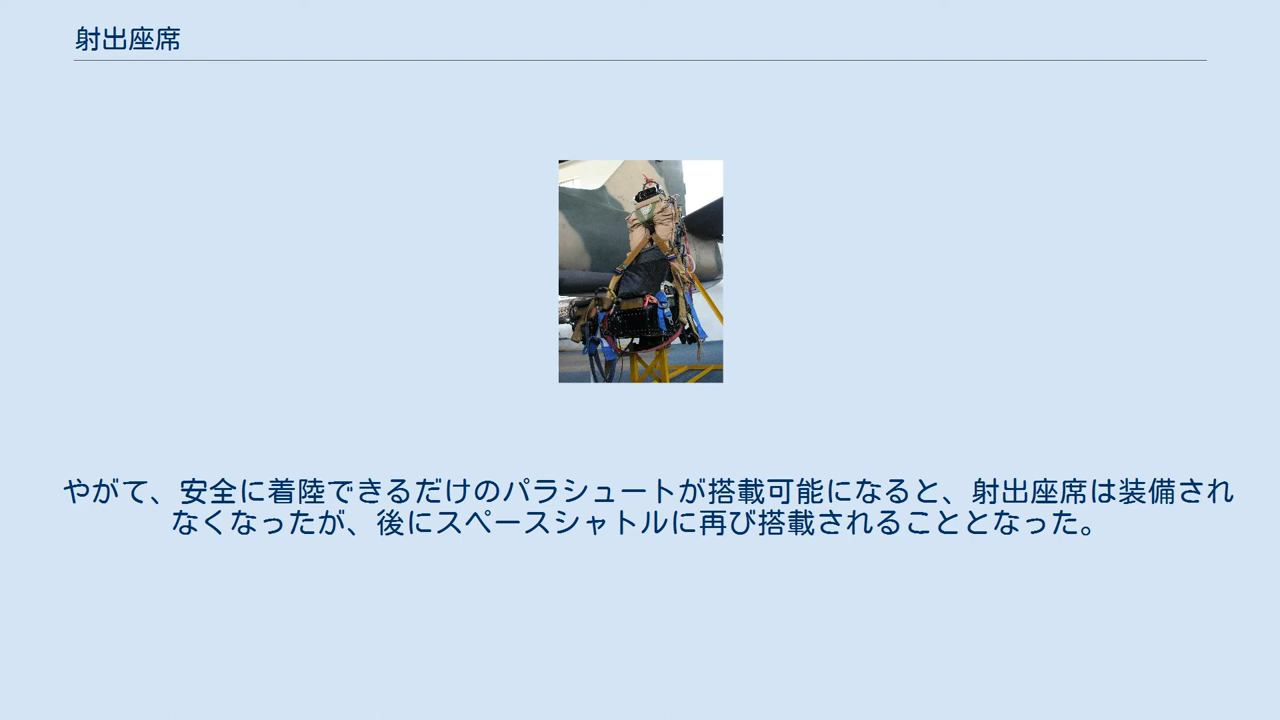 射出座席
やがて、安全に着陸できるだけのパラシュートが搭載可能になると、射出座席は装備され
なくなったが、後にスペースシャトルに再び搭載されることとなった。